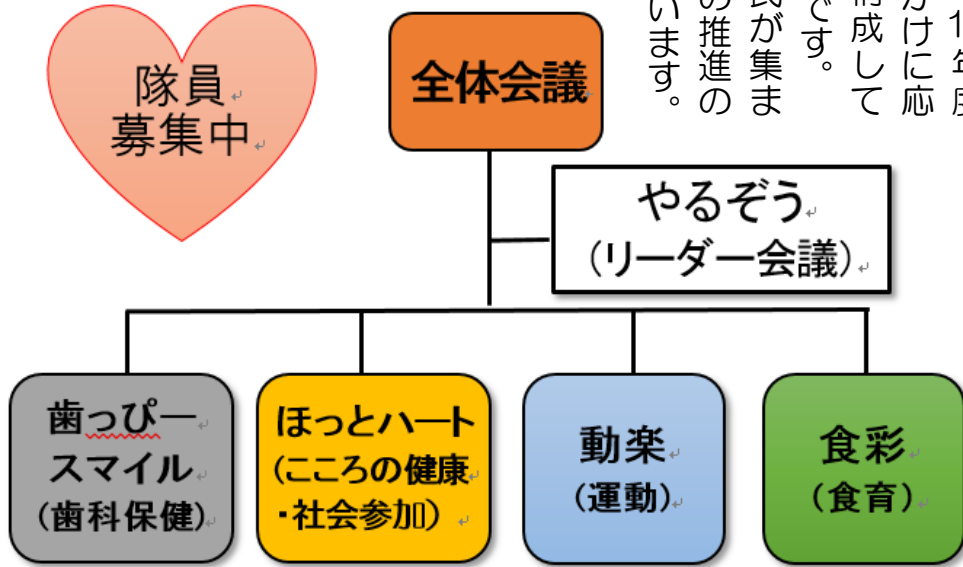 隊員
募集中
全体会議
がけに応
構成して
です。
が集ま
の推進の
います。
やるぞう
（リーダー会議）
歯っぴー
スマイル
（歯科保健）
ほっとハート
（こころの健康
・社会参加）
動楽
（運動）
食彩
（食育）